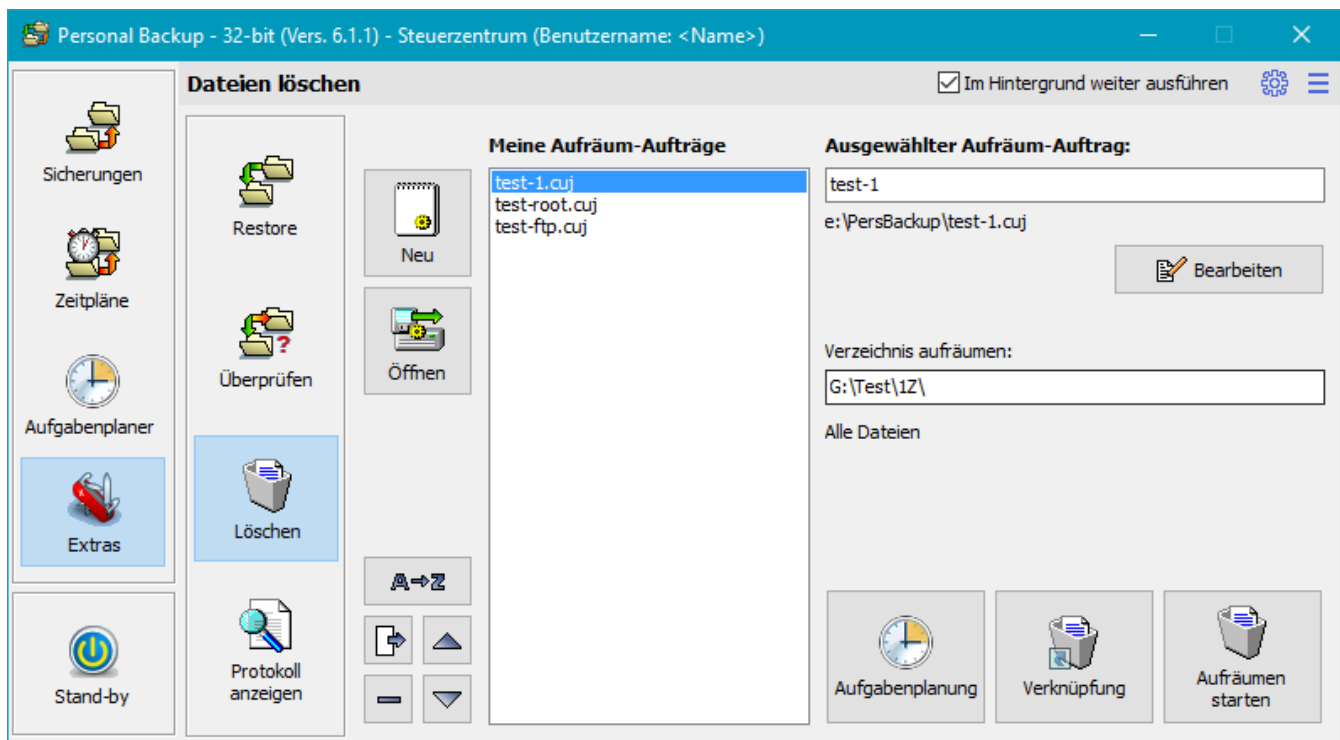 Personal Backup - 32-bit (Vers. 6.1.1) - Steuerzentrum (Benutzername: <Name>)
Dateien löschen
Im Hintergrund weiter ausführen
Sicherungen
Zeitpläne
Aufgabenplaner
Extras
Stand-by
Restore
Überprüfen
Löschen
Protokoll
anzeigen
Neu
Öffnen
A⇒Z
Meine Aufräum-Aufträge
test-1.cuj
test-root.cuj
test-ftp.cuj
Ausgewählter Aufräum-Auftrag:
test-1
e:\PersBackup\test-1.cuj
Bearbeiten
Verzeichnis aufräumen:
G:\Test\1Z\
Alle Dateien
Aufgabenplanung
Verknüpfung
Aufräumen
starten